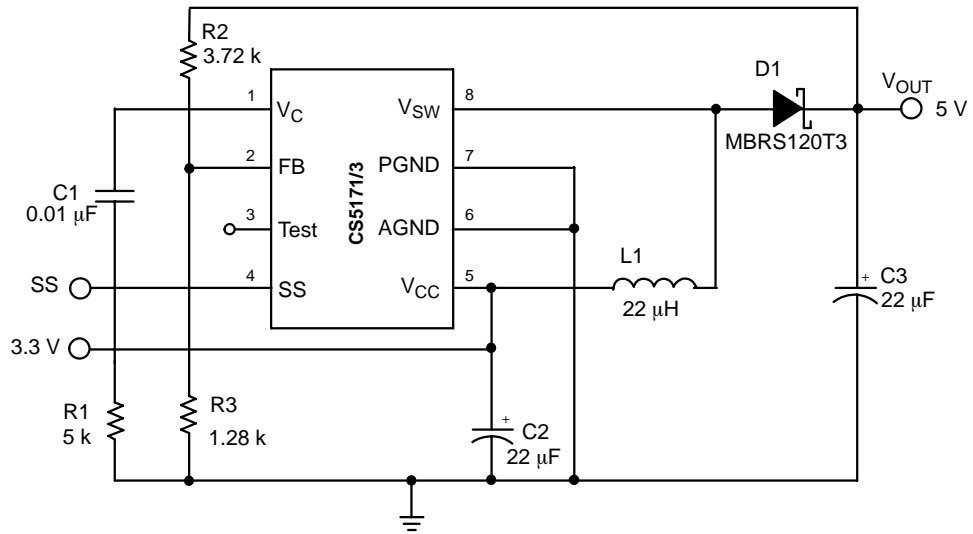 R2
3.72 k
D1
V_OUT
5 V
MBRS120T3
1
V_C
V_SW
8
2
FB
PGND
7
C1
0.01 μF
3
Test
CS5171/3
AGND
6
SS
4
SS
V_CC
5
L1
22 μH
+
C3
22 μF
3.3 V
R1
5 k
R3
1.28 k
+
C2
22 μF